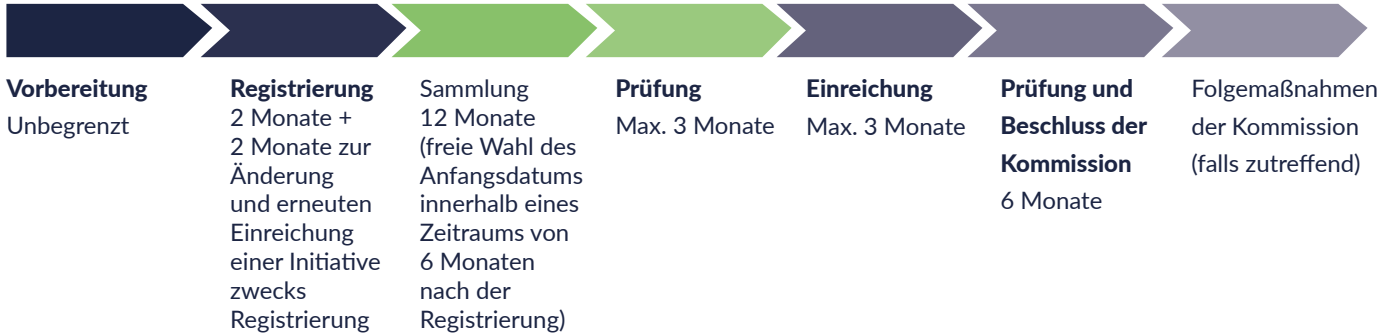 Vorbereitung
Unbegrenzt
Registrierung
2 Monate +
2 Monate zur
Änderung
und erneuten
Einreichung
einer Initiative
zwecks
Registrierung
Sammlung
12 Monate
(freie Wahl des
Anfangsdatums
innerhalb eines
Zeitraums von
6 Monaten
nach der
Registrierung)
Prüfung
Max. 3 Monate
Einreichung
Max. 3 Monate
Prüfung und
Beschluss der
Kommission
6 Monate
Folgemaßnahmen
der Kommission
(falls zutreffend)